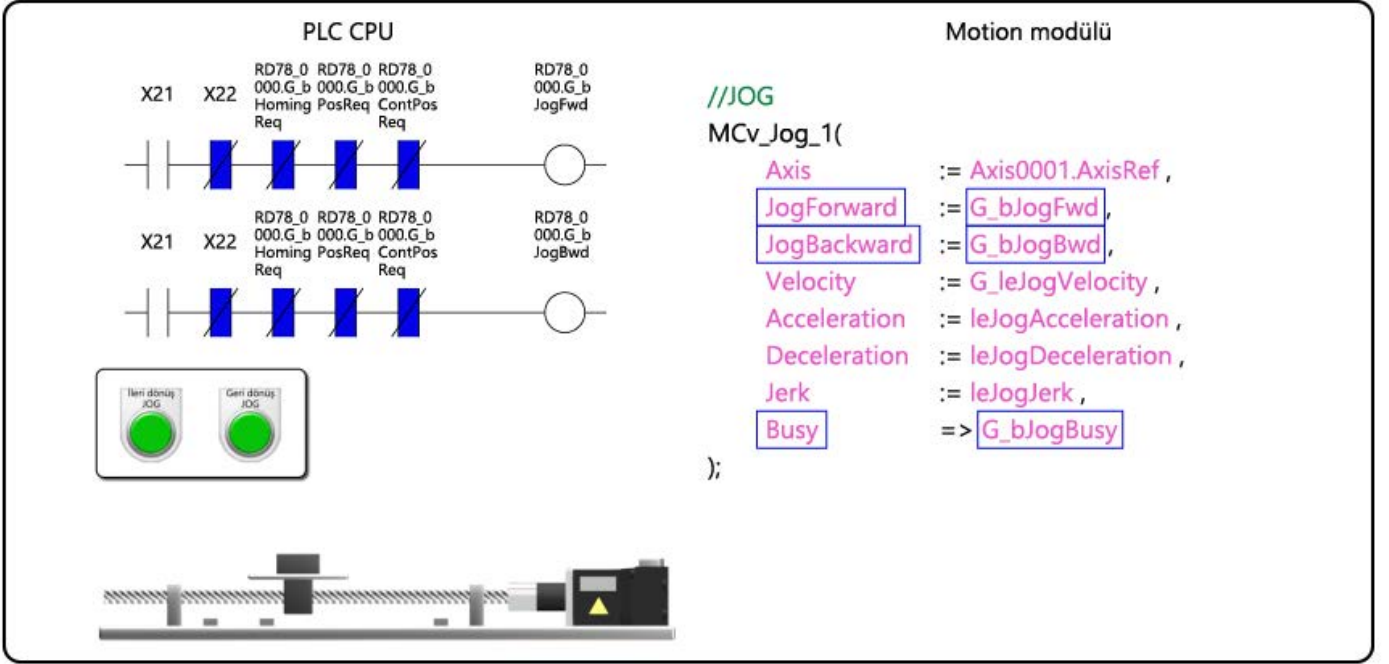 PLC CPU
X21 X22 RD78_0 RD78_0 RD78_0 RD78_0
000.G_b 000.G_b 000.G_b 000.G_b
Homing PosReq ContPos JogFwd
Req Req
X21 X22 RD78_0 RD78_0 RD78_0 RD78_0
000.G_b 000.G_b 000.G_b 000.G_b
Homing PosReq ContPos JogBwd
Req Req
İleri dönüş
JOG
Geri dönüş
JOG
Motion modülü
//JOG
MCv_Jog_1(
Axis := Axis0001.AxisRef ,
JogForward := G_bJogFwd ,
JogBackward := G_bJogBwd ,
Velocity := G_leJogVelocity ,
Acceleration := leJogAcceleration ,
Deceleration := leJogDeceleration ,
Jerk := leJogJerk ,
Busy => G_bJogBusy
);